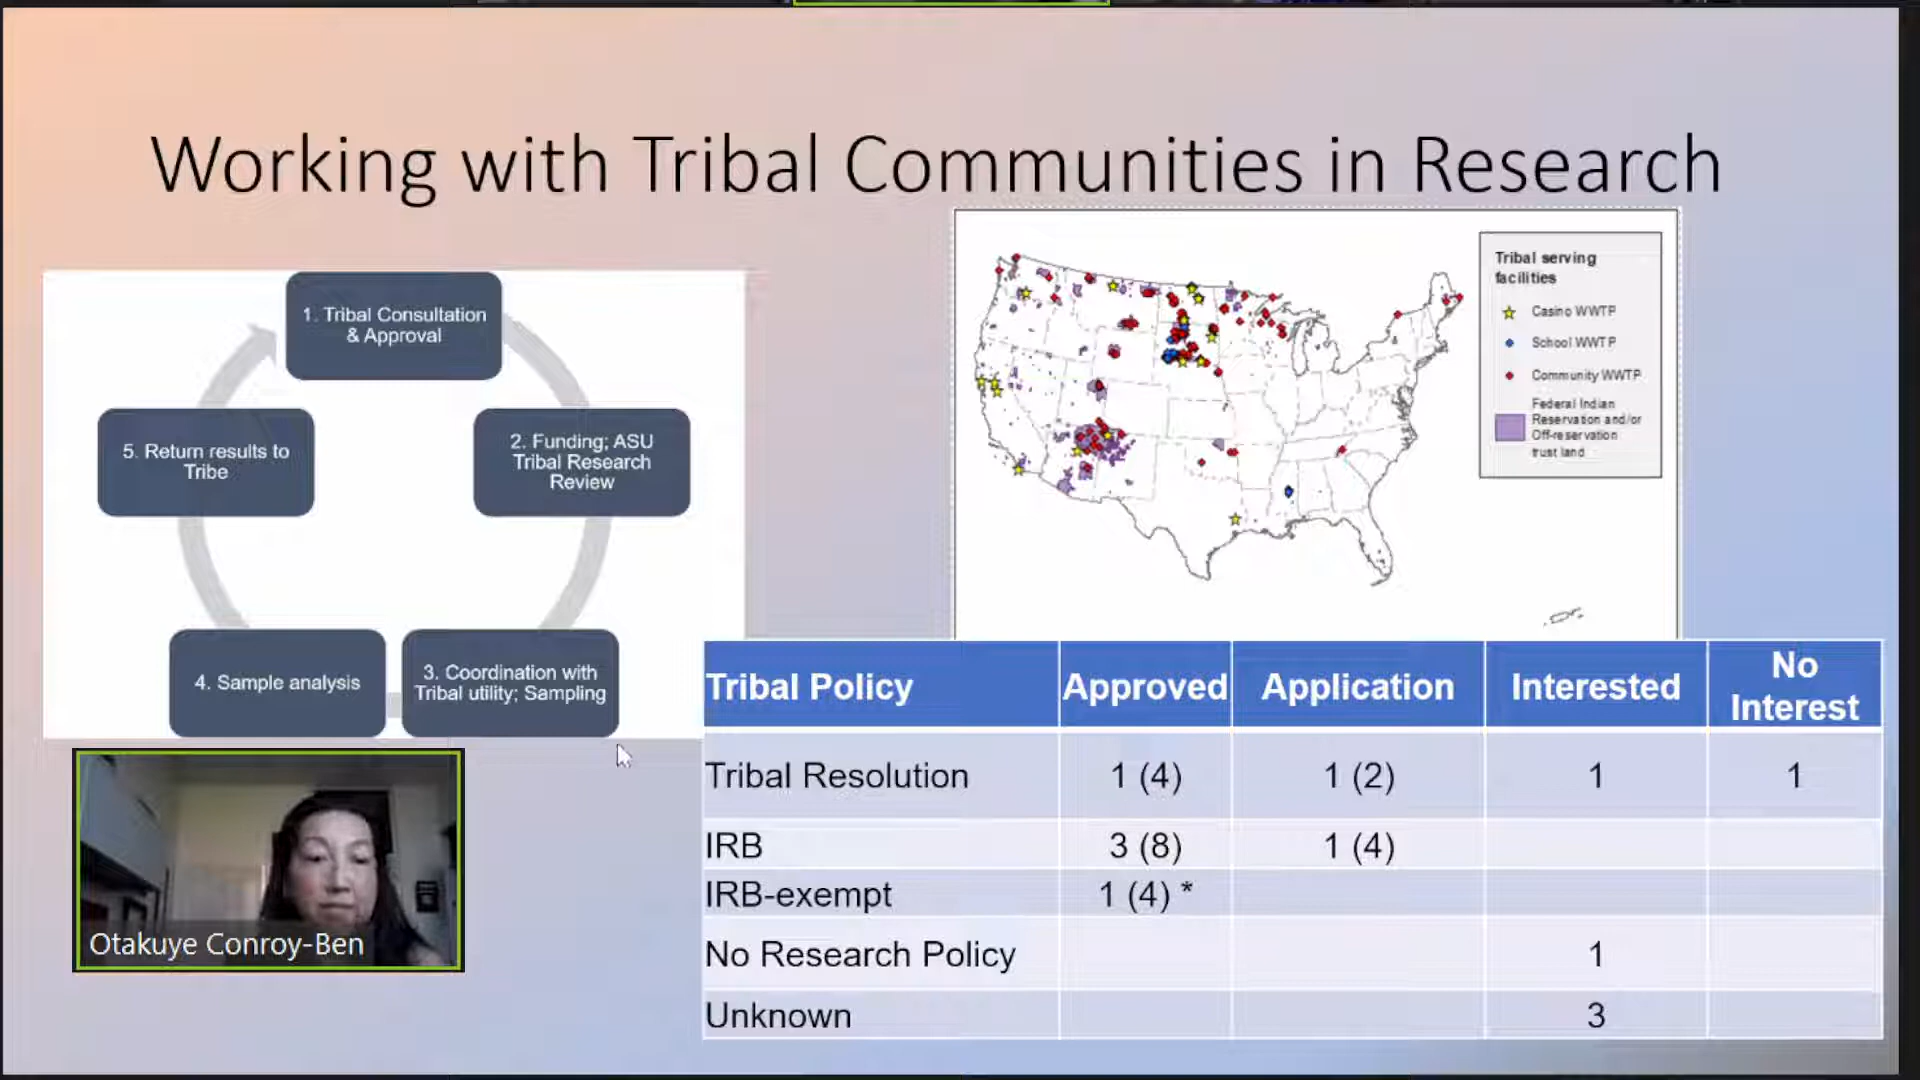 Working with Tribal Communities in Research
1. Tribal Consultation
& Approval
2. Funding; ASU
Tribal Research
Review
3. Coordination with
Tribal utility; Sampling
4. Sample analysis
5. Return results to
Tribe
Tribal serving
facilities
Casino WWTP
School WWTP
Community WWTP
Federal Indian
Reservation and/or
Off-reservation
trust land
Tribal Policy Approved Application Interested No Interest
Tribal Resolution 1 (4) 1 (2) 1 1
IRB 3 (8) 1 (4)
IRB-exempt 1 (4) *
No Research Policy 1
Unknown 3
Otakuye Conroy-Ben